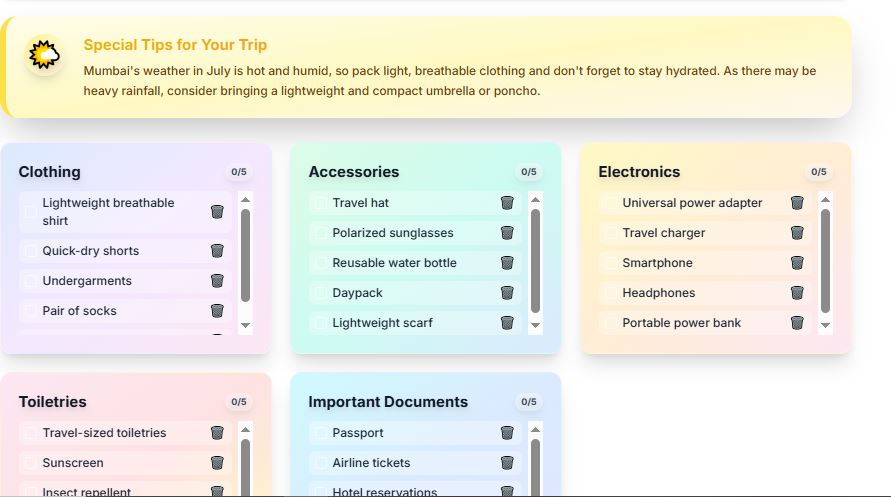 Special Tips for Your Trip
Mumbai's weather in July is hot and humid, so pack light, breathable clothing and don't forget to stay hydrated. As there may be
heavy rainfall, consider bringing a lightweight and compact umbrella or poncho.
Clothing 0/5
Lightweight breathable
shirt
Quick-dry shorts
Undergarments
Pair of socks
Accessories 0/5
Travel hat
Polarized sunglasses
Reusable water bottle
Daypack
Lightweight scarf
Electronics 0/5
Universal power adapter
Travel charger
Smartphone
Headphones
Portable power bank
Toiletries 0/5
Travel-sized toiletries
Sunscreen
Insect repellent
Important Documents 0/5
Passport
Airline tickets
Hotel reservations